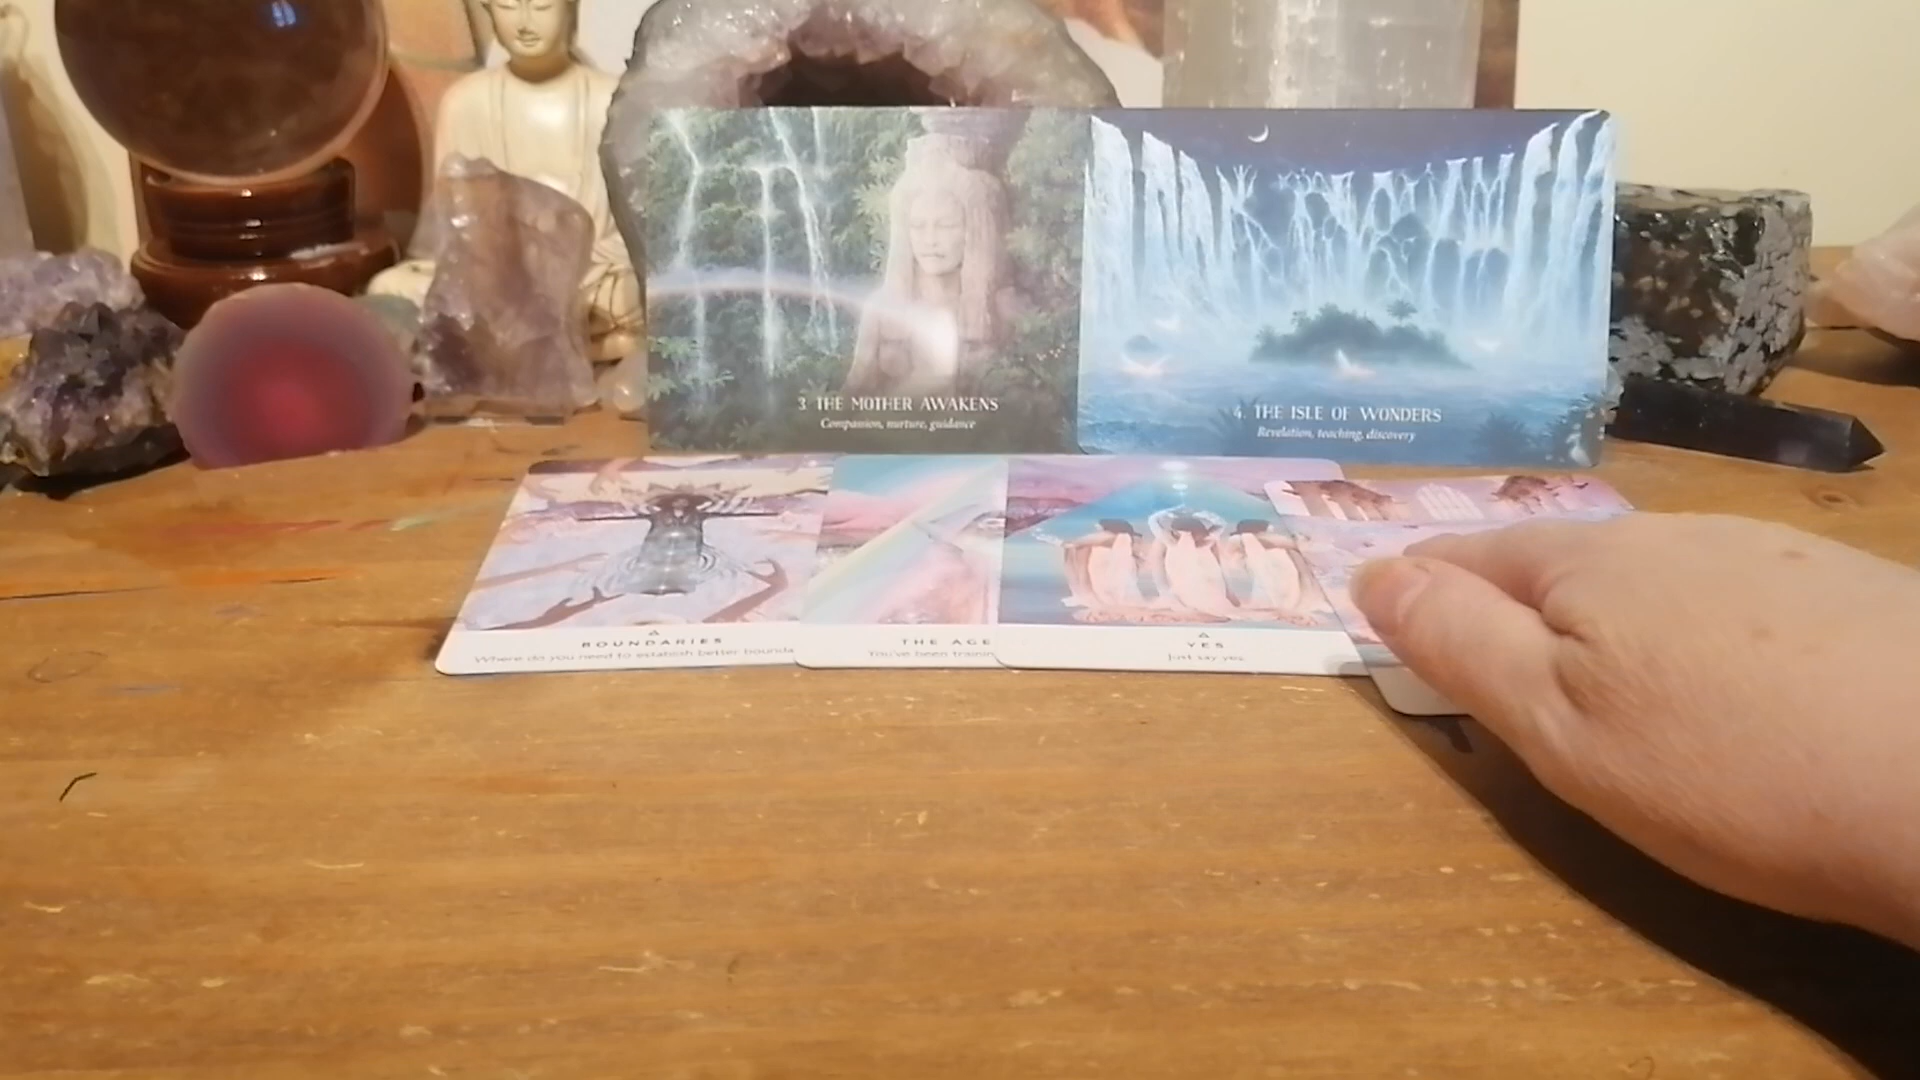 3. THE MOTHER AWAKENS
Compassion, nurture, guidance
4. THE ISLE OF WONDERS
Revelation, teaching, discovery
BOUNDARIES
Where do you need to establish better bounda
THE AGE
You've been trainin
YES
Just say yes.